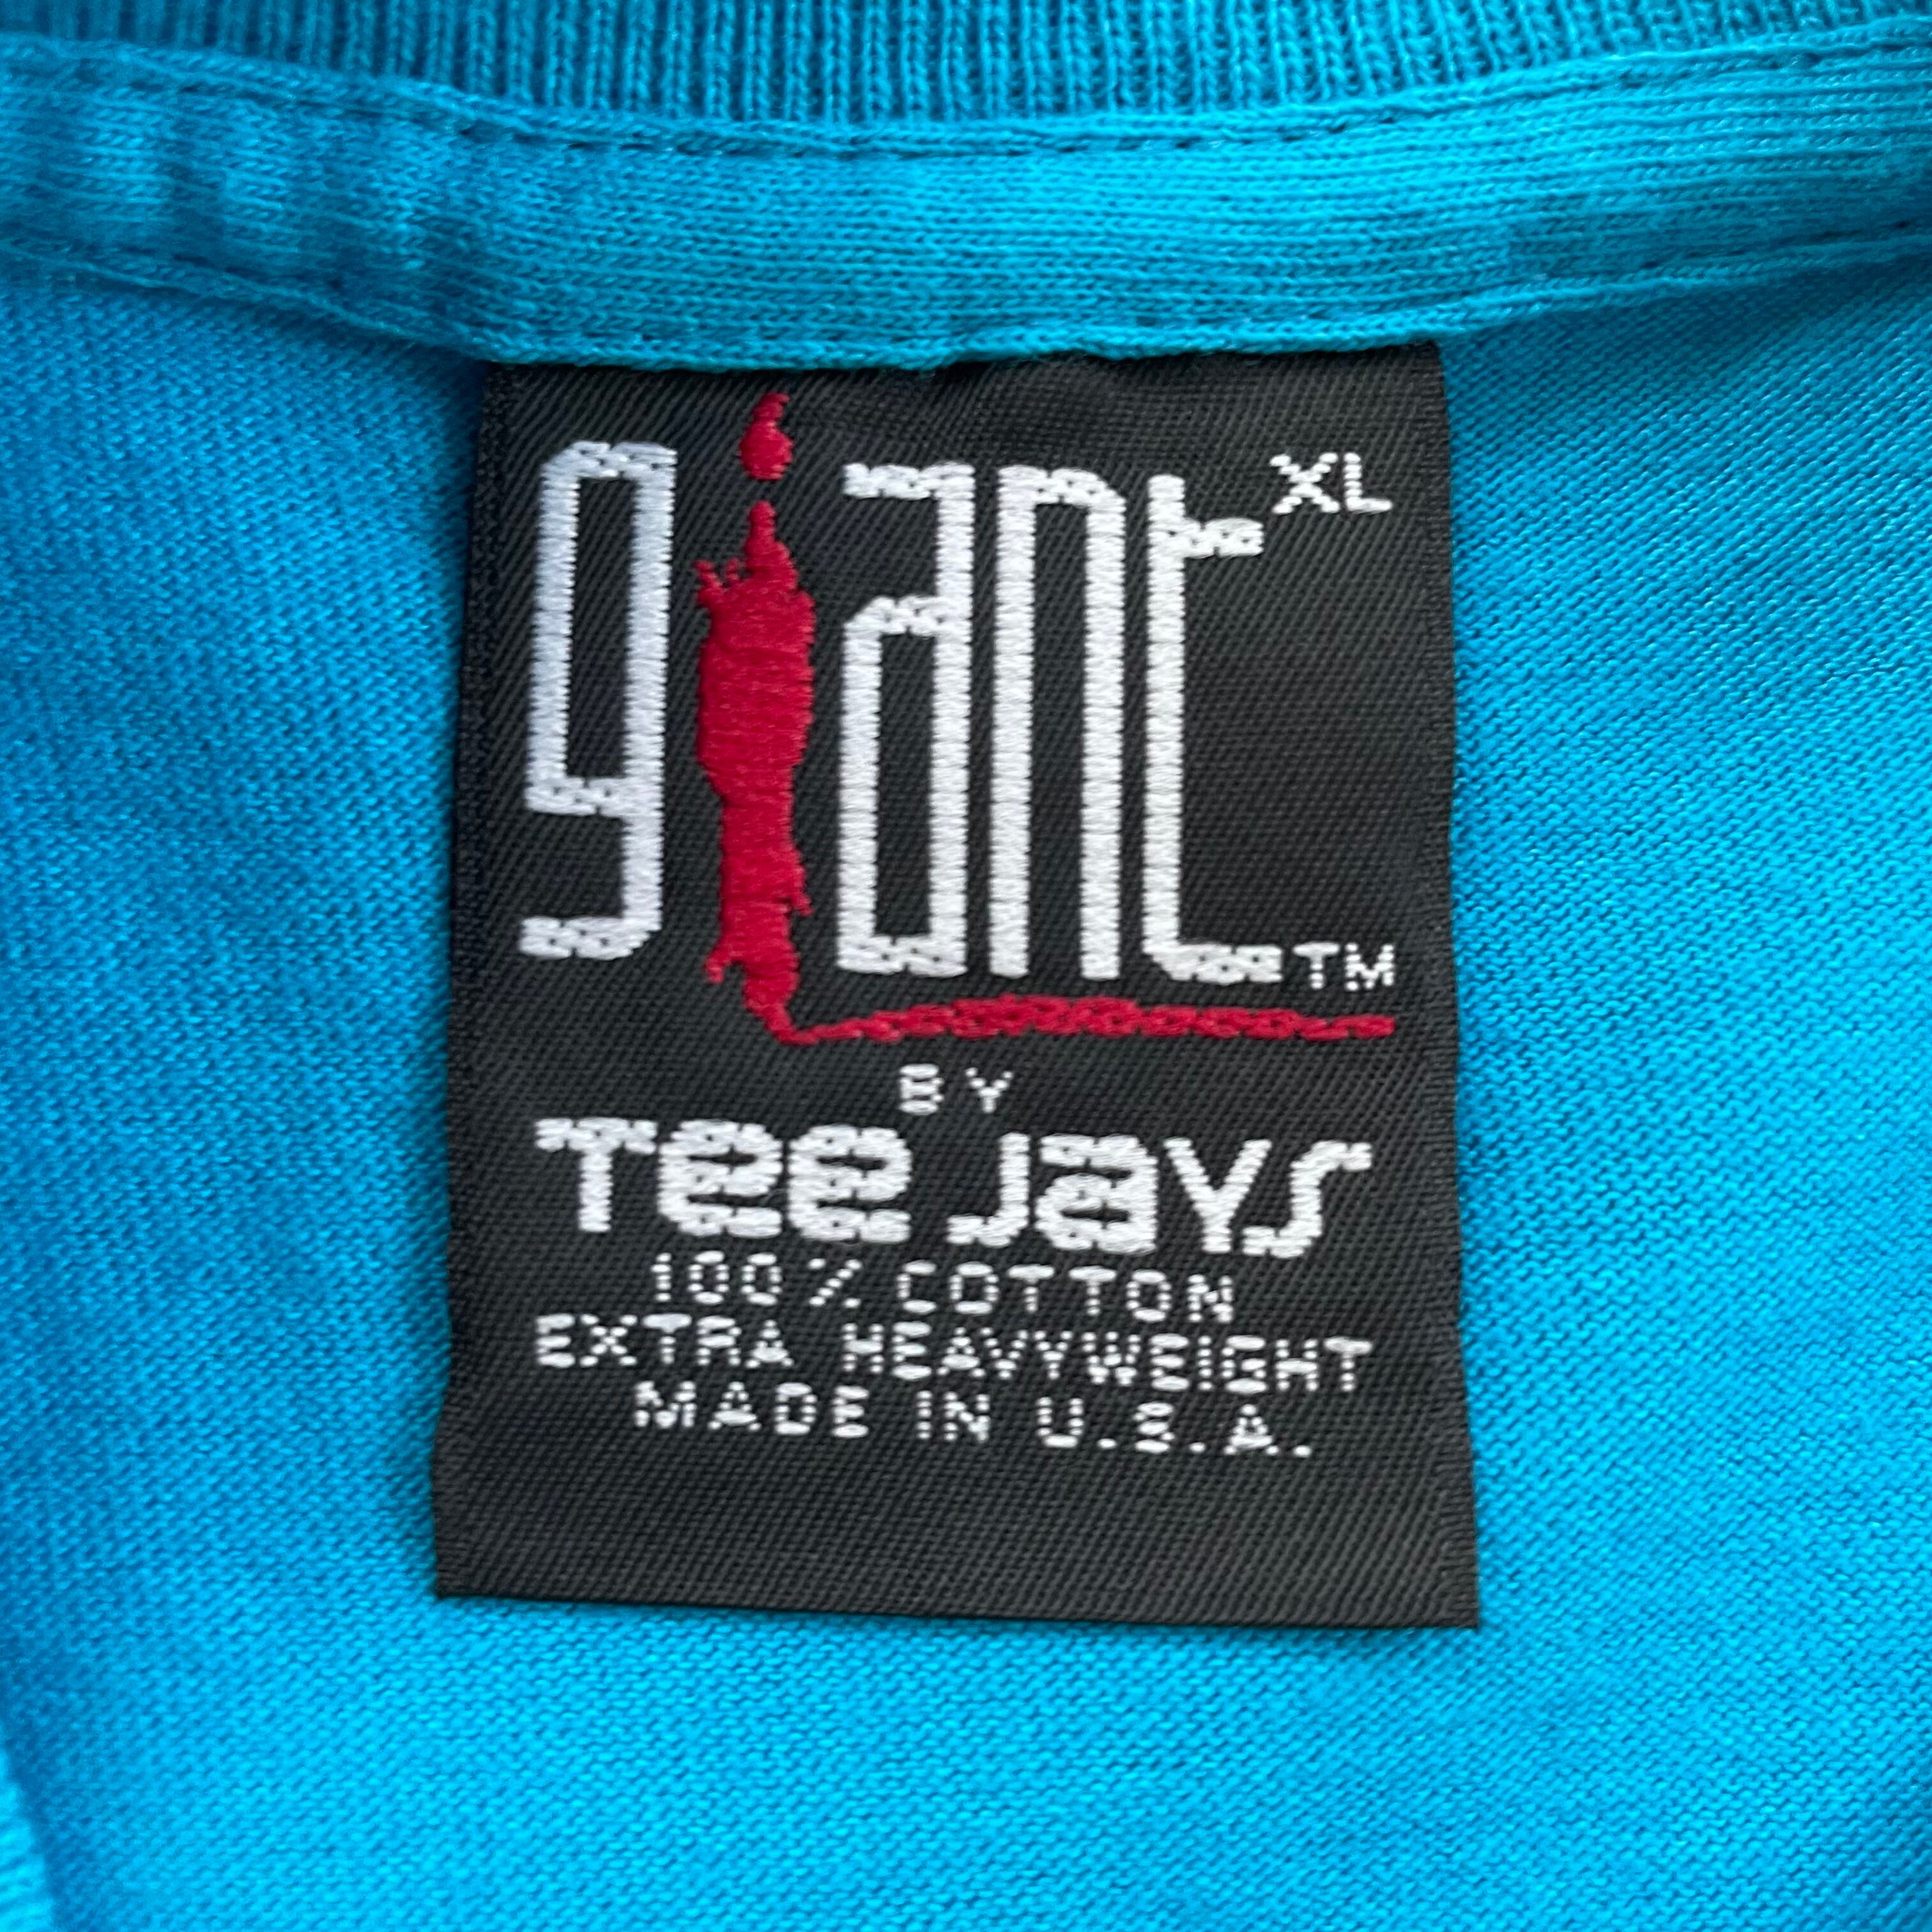 giant XL
TM
BY
Tee Jays
100% COTTON
EXTRA HEAVYWEIGHT
MADE IN U.S.A.